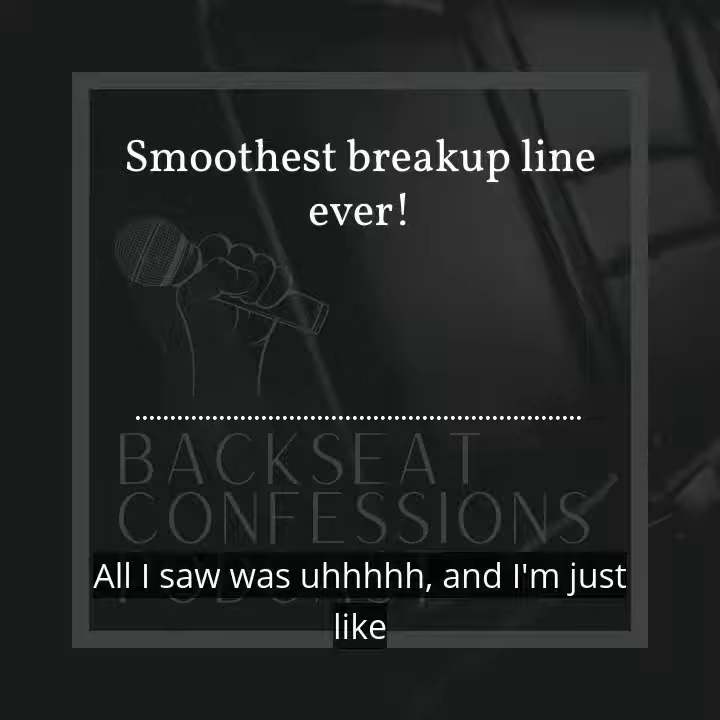 Smoothest breakup line
ever!
BACKSEAT
CONFESSIONS
All I saw was uhhhhh, and I'm just
like